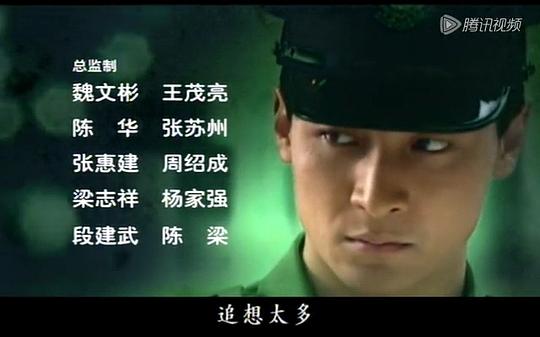 腾讯视频
总监制
魏文彬 王茂亮
陈 华 张苏州
张惠建 周绍成
梁志祥 杨家强
段建武 陈 梁
追想太多